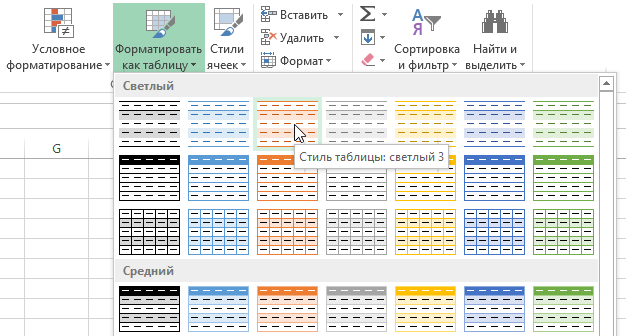 Условное форматирование
Форматировать как таблицу
Стили ячеек
Вставить
Удалить
Формат
Сортировка и фильтр
Найти и выделить
Светлый
G
Стиль таблицы: светлый 3
Средний